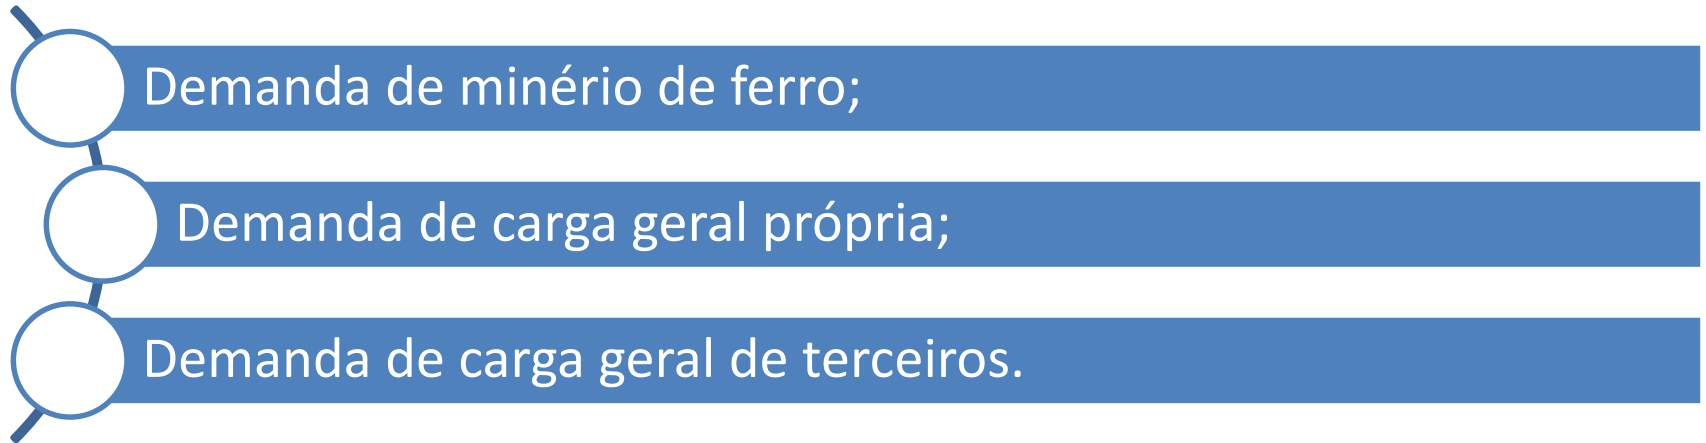 Demanda de minério de ferro;
Demanda de carga geral própria;
Demanda de carga geral de terceiros.